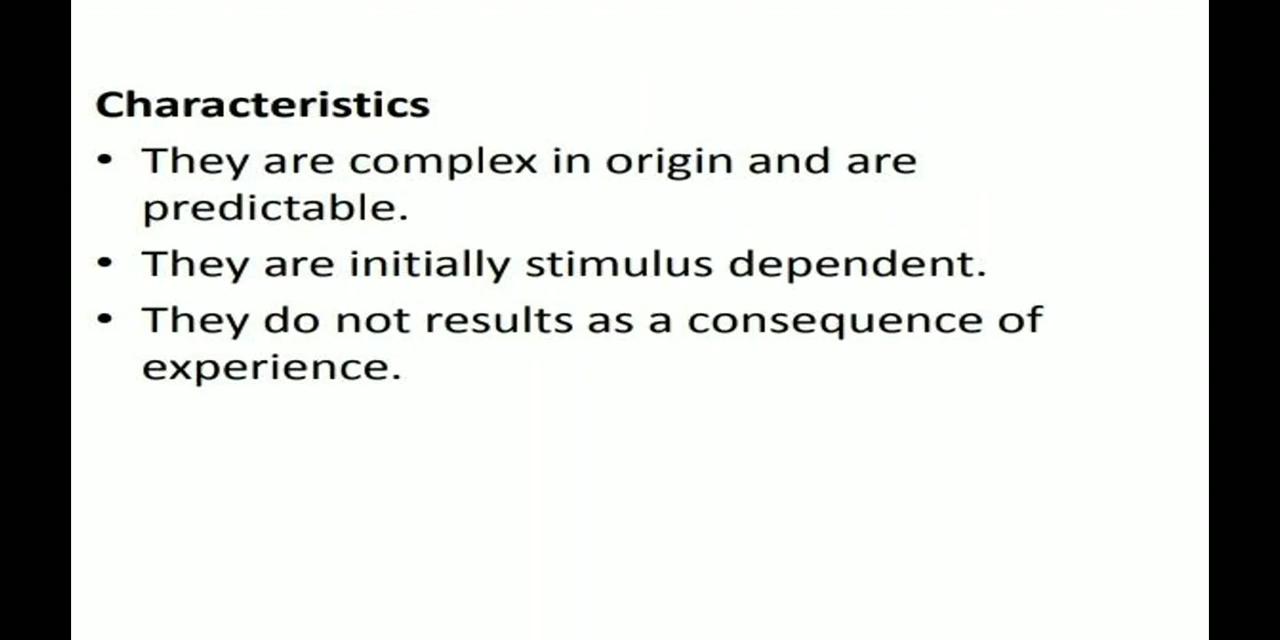 Characteristics
• They are complex in origin and are
predictable.
• They are initially stimulus dependent.
• They do not results as a consequence of
experience.